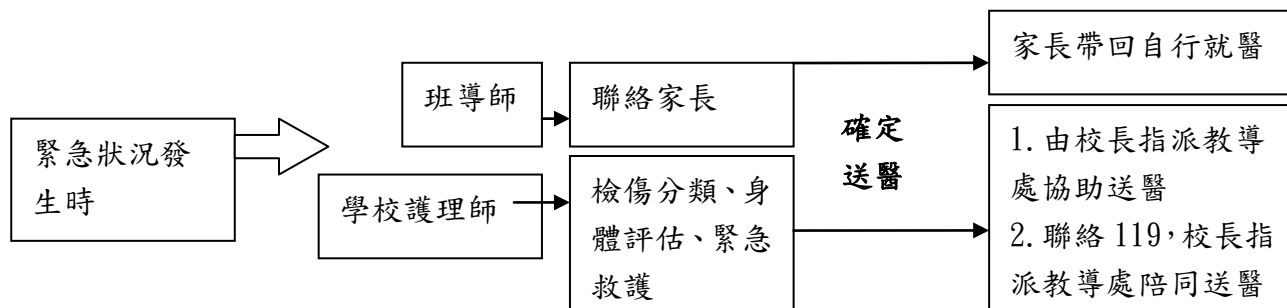 緊急狀況發
生時
班導師
學校護理師
聯絡家長
檢傷分類、身
體評估、緊急
救護
確定
送醫
家長帶回自行就醫
1.由校長指派教導
處協助送醫
2.聯絡119,校長指
派教導處陪同送醫